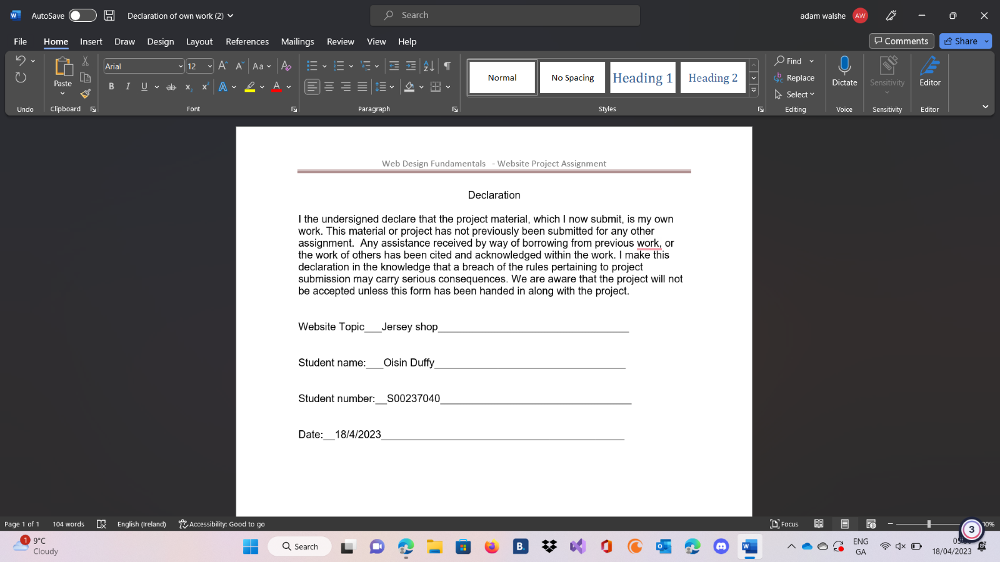 AutoSave
Declaration of own work (2)
Search
adam walshe
AW
File Home Insert Draw Design Layout References Mailings Review View Help
Comments
Share
Paste
Arial
12
Aa
B I U ab x₂ x² A A
Normal
No Spacing
Heading 1
Heading 2
Find
Replace
Select
Dictate
Sensitivity
Editor
Undo
Clipboard
Font
Paragraph
Styles
Editing
Voice
Sensitivity
Editor
Web Design Fundamentals - Website Project Assignment
Declaration
I the undersigned declare that the project material, which I now submit, is my own
work. This material or project has not previously been submitted for any other
assignment. Any assistance received by way of borrowing from previous work, or
the work of others has been cited and acknowledged within the work. I make this
declaration in the knowledge that a breach of the rules pertaining to project
submission may carry serious consequences. We are aware that the project will not
be accepted unless this form has been handed in along with the project.
Website Topic___Jersey shop_________________________________
Student name:___Oisin Duffy_________________________________
Student number:__S00237040_________________________________
Date:__18/4/2023__________________________________________
Page 1 of 1
104 words
English (Ireland)
Accessibility: Good to go
Focus
3
1
9°C
Cloudy
Search
B.
ENG
GA
18/04/2023